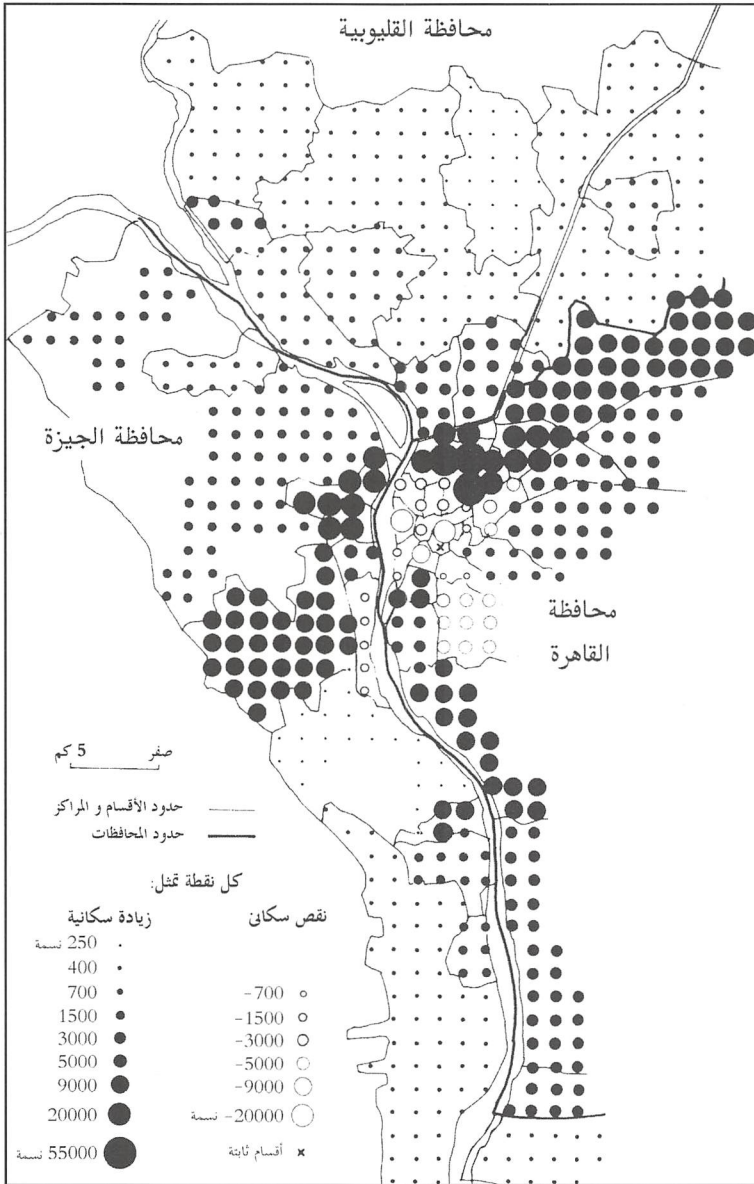 محافظة القليوبية
محافظة الجيزة
محافظة
القاهرة
صفر 5 كم
حدود الأقسام و المراكز
حدود المحافظات
كل نقطة تمثل:
زيادة سكانية
250 نسمة
400
700
1500
3000
5000
9000
20000
55000 نسمة
نقص سكانى
-700
-1500
-3000
-5000
-9000
-20000 نسمة
أقسام ثابتة